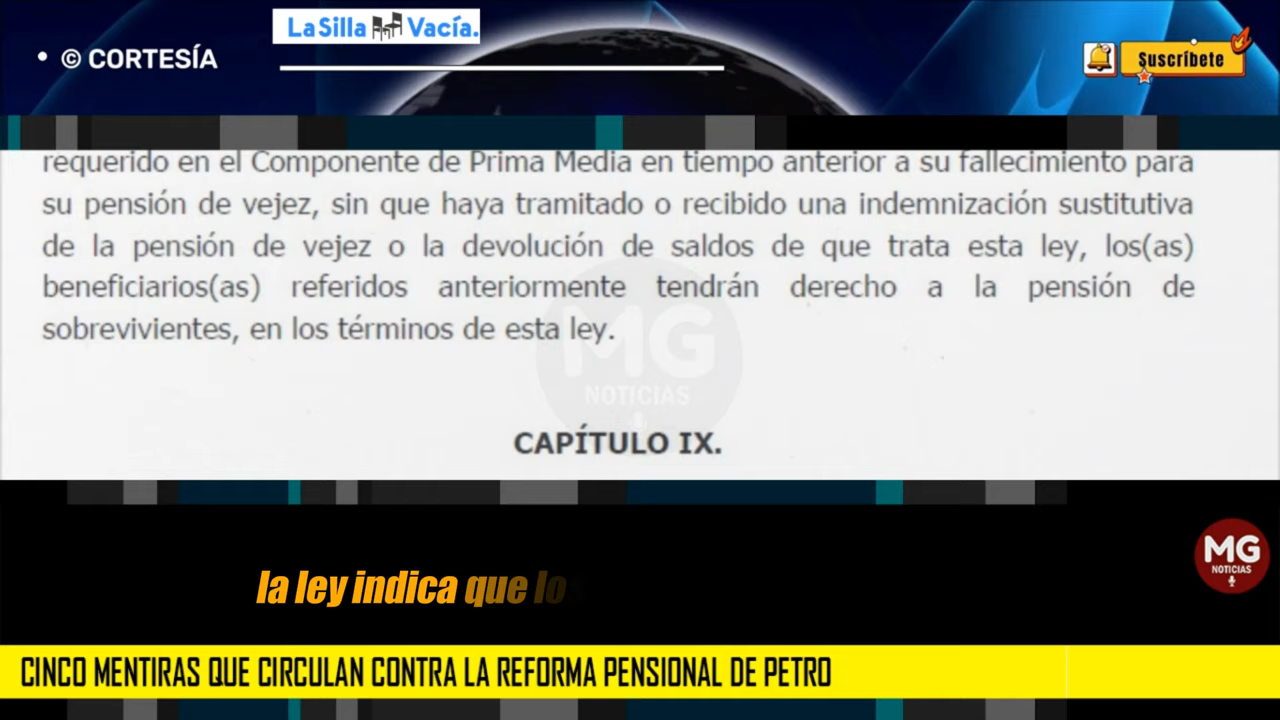 LaSilla Vacía.
© CORTESÍA
Suscríbete
requerido en el Componente de Prima Media en tiempo anterior a su fallecimiento para
su pensión de vejez, sin que haya tramitado o recibido una indemnización sustitutiva
de la pensión de vejez o la devolución de saldos de que trata esta ley, los(as)
beneficiarios(as) referidos anteriormente tendrán derecho a la pensión de
sobrevivientes, en los términos de esta ley.
MG
NOTICIAS
CAPÍTULO IX.
MG
NOTICIAS
la ley indica que lo
CINCO MENTIRAS QUE CIRCULAN CONTRA LA REFORMA PENSIONAL DE PETRO